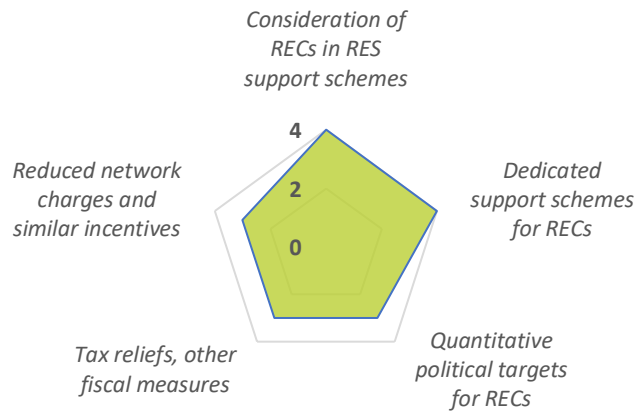 Consideration of
RECs in RES
support schemes
4
2
0
Reduced network
charges and
similar incentives
Dedicated
support schemes
for RECs
Tax reliefs, other
fiscal measures
Quantitative
political targets
for RECs